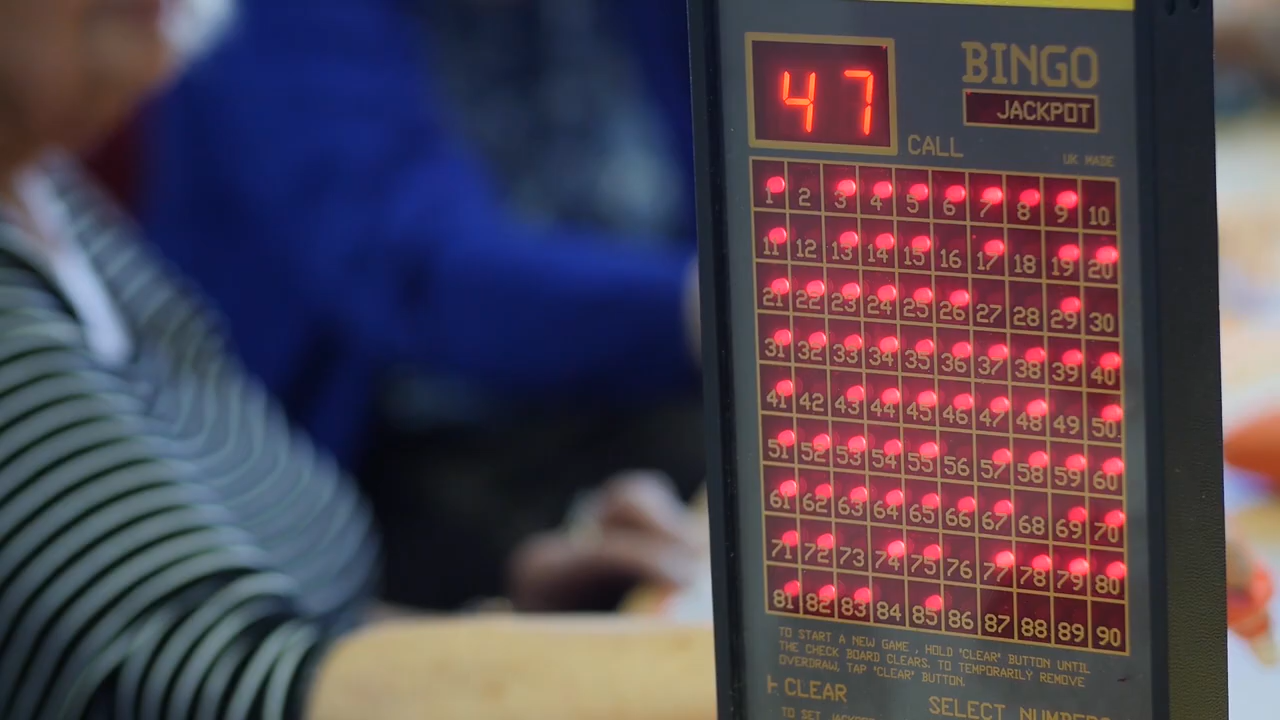 47
BINGO
JACKPOT
CALL
UK MADE
1 2 3 4 5 6 7 8 9 10
11 12 13 14 15 16 17 18 19 20
21 22 23 24 25 26 27 28 29 30
31 32 33 34 35 36 37 38 39 40
41 42 43 44 45 46 47 48 49 50
51 52 53 54 55 56 57 58 59 60
61 62 63 64 65 66 67 68 69 70
71 72 73 74 75 76 77 78 79 80
81 82 83 84 85 86 87 88 89 90
TO START A NEW GAME , HOLD "CLEAR" BUTTON UNTIL
THE CHECK BOARD CLEARS. TO TEMPORARILY REMOVE
OVERDRAW, TAP "CLEAR" BUTTON.
CLEAR
SELECT NUMBER
TO SET JACKPOT